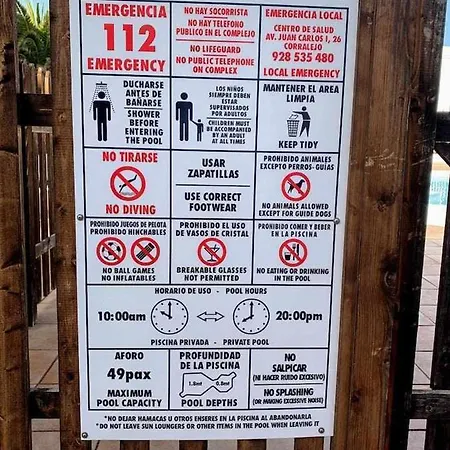 EMERGENCIA
112
EMERGENCY
NO HAY SOCORRISTA
NO HAY TELEFONO
PUBLICO EN EL COMPLEJO
NO LIFEGUARD
NO PUBLIC TELEPHONE
ON COMPLEX
EMERGENCIA LOCAL
CENTRO DE SALUD
AV. JUAN CARLOS I, 26
CORRALEJO
928 535 480
LOCAL EMERGENCY
DUCHARSE
ANTES DE
BAÑARSE
SHOWER
BEFORE
ENTERING
THE POOL
LOS NIÑOS
SIEMPRE DEBEN
ESTAR
SUPERVISADOS
POR ADULTOS
CHILDREN MUST
BE ACCOMPANIED
BY AN ADULT
AT ALL TIMES
MANTENER EL AREA
LIMPIA
KEEP TIDY
NO TIRARSE
NO DIVING
USAR
ZAPATILLAS
USE CORRECT
FOOTWEAR
PROHIBIDO ANIMALES
EXCEPTO PERROS-GUÍAS
NO ANIMALS ALLOWED
EXCEPT FOR GUIDE DOGS
PROHIBIDO JUEGOS DE PELOTA
PROHIBIDO HINCHABLES
NO BALL GAMES
NO INFLATABLES
PROHIBIDO EL USO
DE VASOS DE CRISTAL
BREAKABLE GLASSES
NOT PERMITTED
PROHIBIDO COMER Y BEBER
EN LA PISCINA
NO EATING OR DRINKING
IN THE POOL
HORARIO DE USO - POOL HOURS
10:00am 20:00pm
PISCINA PRIVADA - PRIVATE POOL
AFORO
49pax
MAXIMUM
POOL CAPACITY
PROFUNDIDAD
DE LA PISCINA
POOL DEPTHS
NO
SALPICAR
(NI HACER RUIDO EXCESIVO)
NO SPLASHING
(OR MAKING EXCESSIVE NOISE)
*NO DEJAR HAMACAS U OTROS ENSERES EN LA PISCINA AL ABANDONARLA
*DO NOT LEAVE SUN LOUNGERS OR OTHER ITEMS IN THE POOL WHEN LEAVING IT